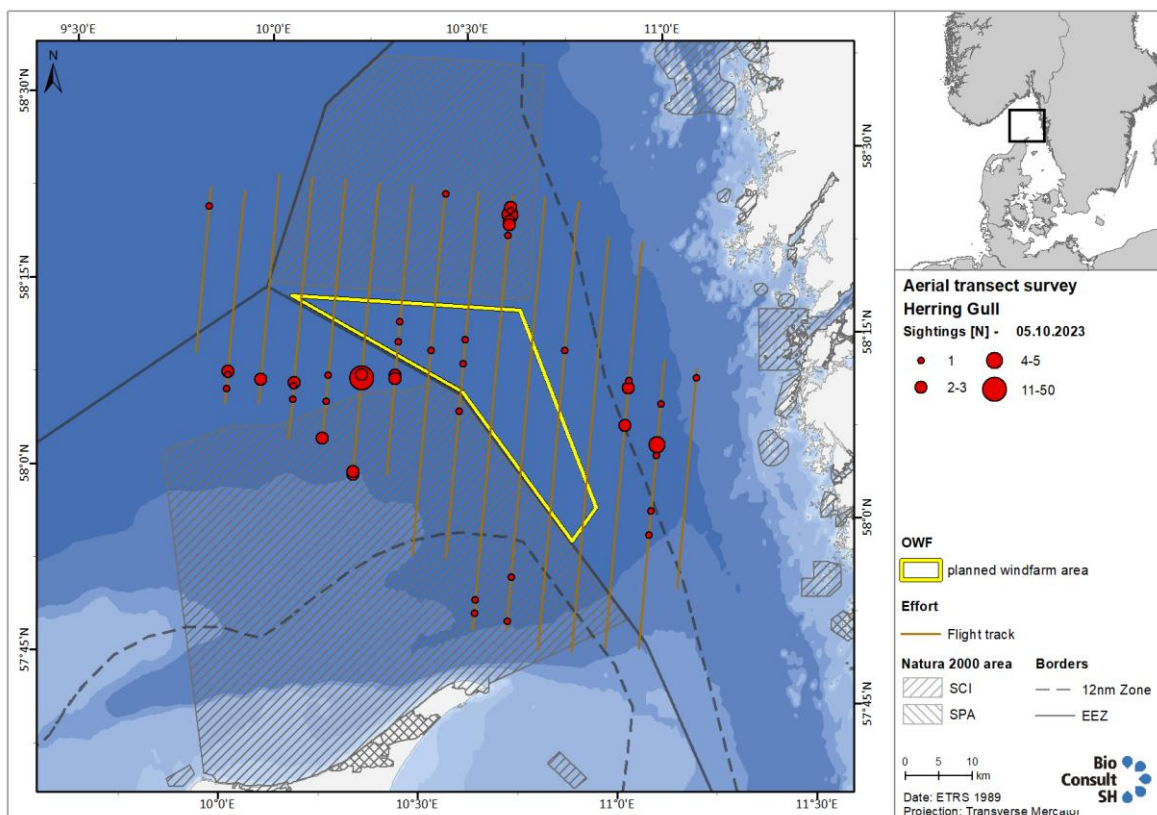 9°30'E
10°0'E
10°30'E
11°0'E
N
58°30'N
58°30'N
58°15'N
58°15'N
58°0'N
58°0'N
57°45'N
57°45'N
10°0'E
10°30'E
11°0'E
11°30'E
Aerial transect survey
Herring Gull
Sightings [N] - 05.10.2023
1
4-5
2-3
11-50
OWF
planned windfarm area
Effort
Flight track
Natura 2000 area
Borders
SCI
12nm Zone
SPA
EEZ
0 5 10
km
Bio
Consult
SH
Date: ETRS 1989
Projection: Transverse Mercator